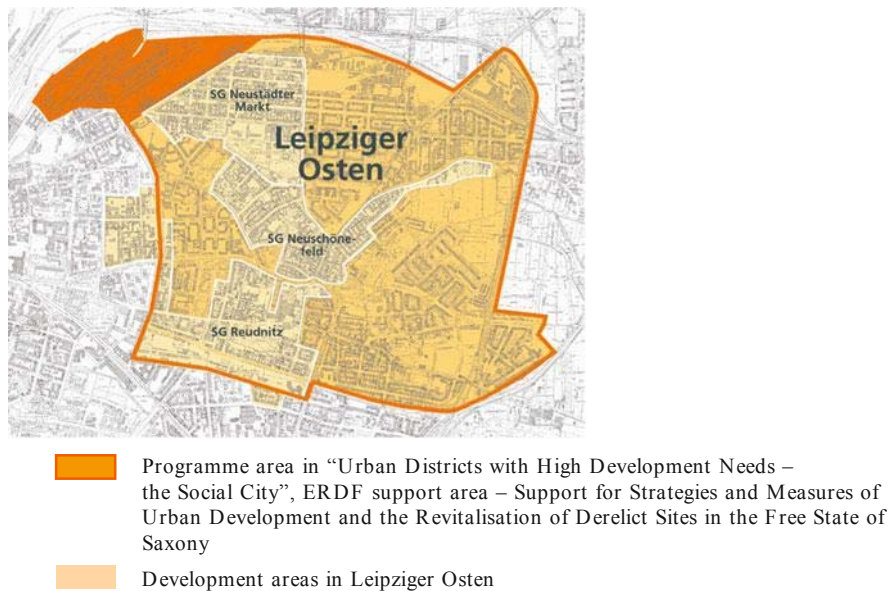 SG Neustädter
Markt
Leipziger
Osten
SG Neuschöne-
feld
SG Reudnitz
Programme area in “Urban Districts with High Development Needs –
the Social City”, ERDF support area – Support for Strategies and Measures of
Urban Development and the Revitalisation of Derelict Sites in the Free State of
Saxony
Development areas in Leipziger Osten